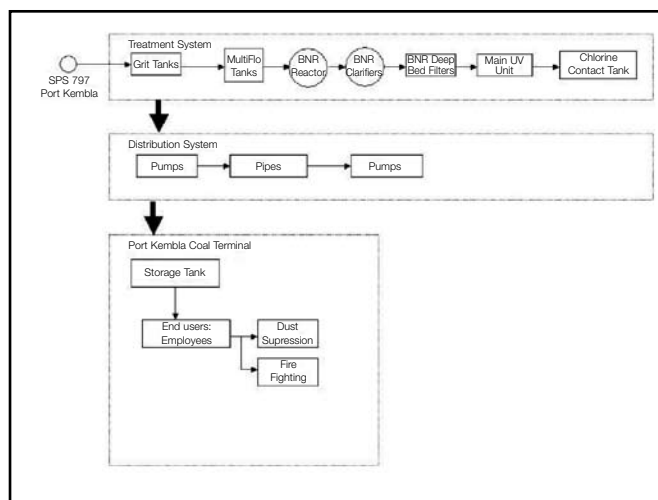 Treatment System
SPS 797
Port Kembla
Grit Tanks
MultiFlo
Tanks
BNR
Reactor
BNR
Clarifiers
BNR Deep
Bed Filters
Main UV
Unit
Chlorine
Contact Tank
Distribution System
Pumps
Pipes
Pumps
Port Kembla Coal Terminal
Storage Tank
End users:
Employees
Dust
Supression
Fire
Fighting